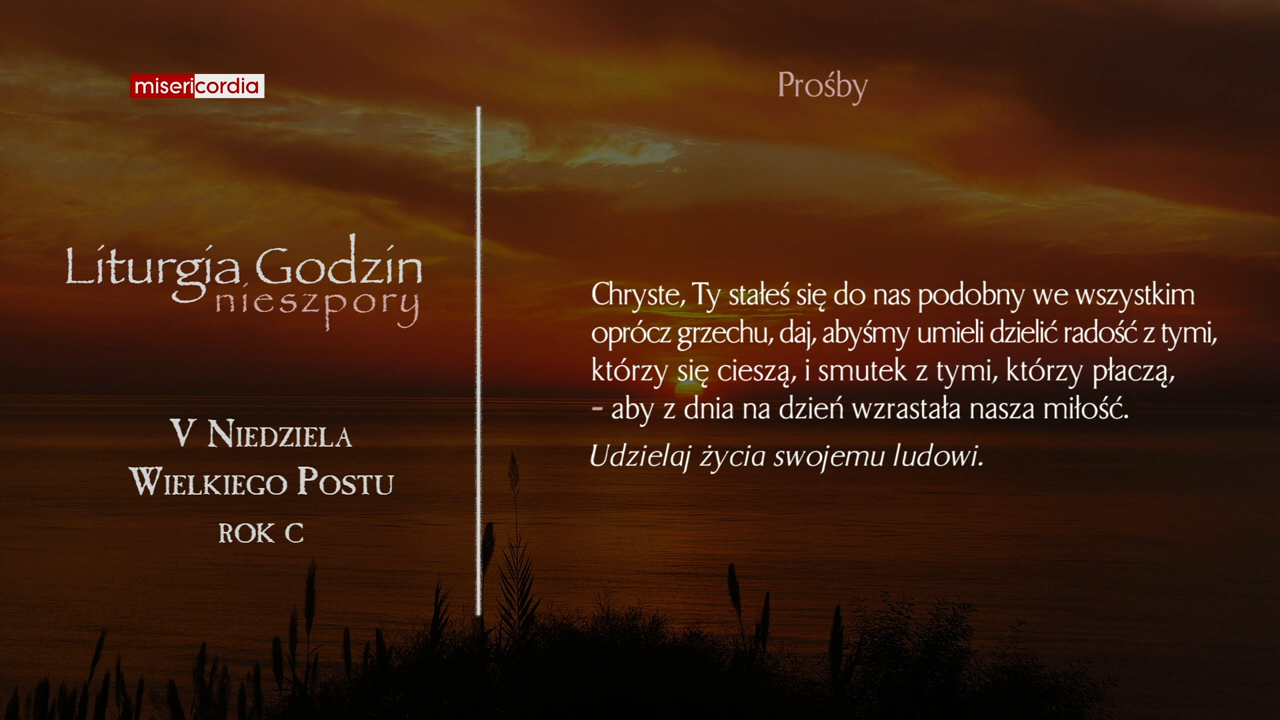 misericordia
Liturgia Godzin
nieszpory
V Niedziela
Wielkiego Postu
rok C
Prośby
Chryste, Ty stałeś się do nas podobny we wszystkim
oprócz grzechu, daj, abyśmy umieli dzielić radość z tymi,
którzy się cieszą, i smutek z tymi, którzy płaczą,
- aby z dnia na dzień wzrastała nasza miłość.
Udzielaj życia swojemu ludowi.